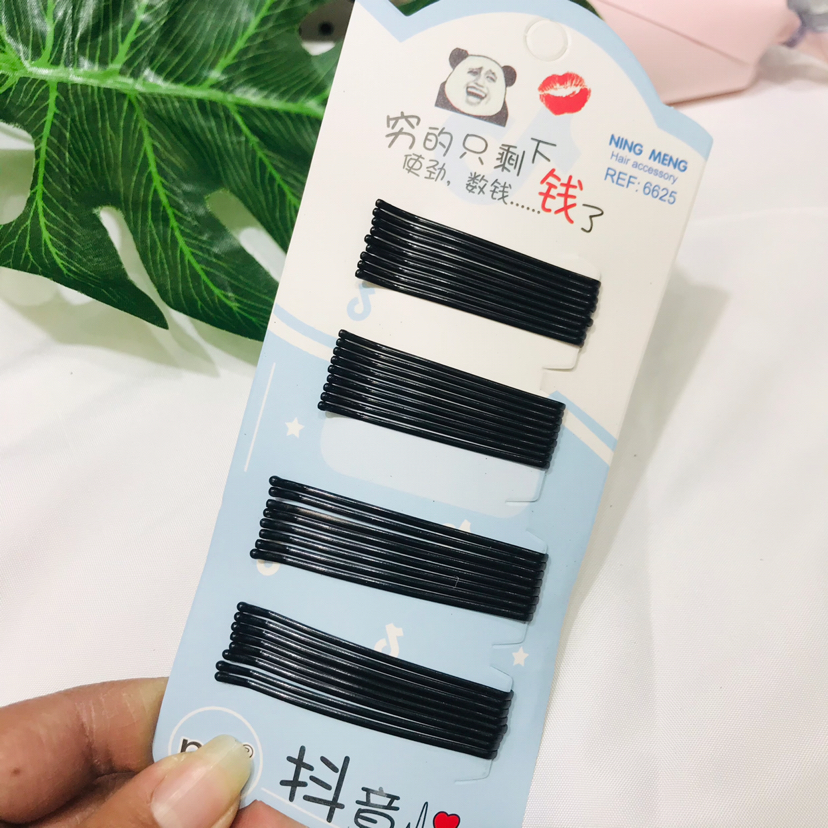 穷的只剩下
使劲，数钱......钱了
NING MENG
Hair accessory
REF: 6625
抖音